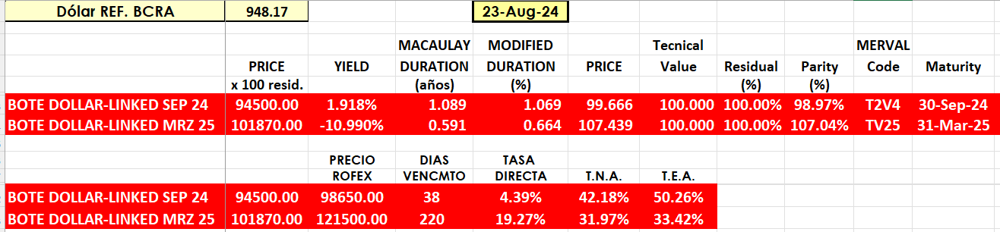 Dólar REF. BCRA 948.17 23-Aug-24
MACAULAY MODIFIED Tecnical MERVAL
PRICE YIELD DURATION DURATION PRICE Value Residual Parity Code Maturity
x 100 resid. (años) (%) (%) (%)
BOTE DOLLAR-LINKED SEP 24 94500.00 1.918% 1.089 1.069 99.666 100.000 100.00% 98.97% T2V4 30-Sep-24
BOTE DOLLAR-LINKED MRZ 25 101870.00 -10.990% 0.591 0.664 107.439 100.000 100.00% 107.04% TV25 31-Mar-25
PRECIO DIAS TASA
ROFEX VENCMTO DIRECTA T.N.A. T.E.A.
BOTE DOLLAR-LINKED SEP 24 94500.00 98650.00 38 4.39% 42.18% 50.26%
BOTE DOLLAR-LINKED MRZ 25 101870.00 121500.00 220 19.27% 31.97% 33.42%